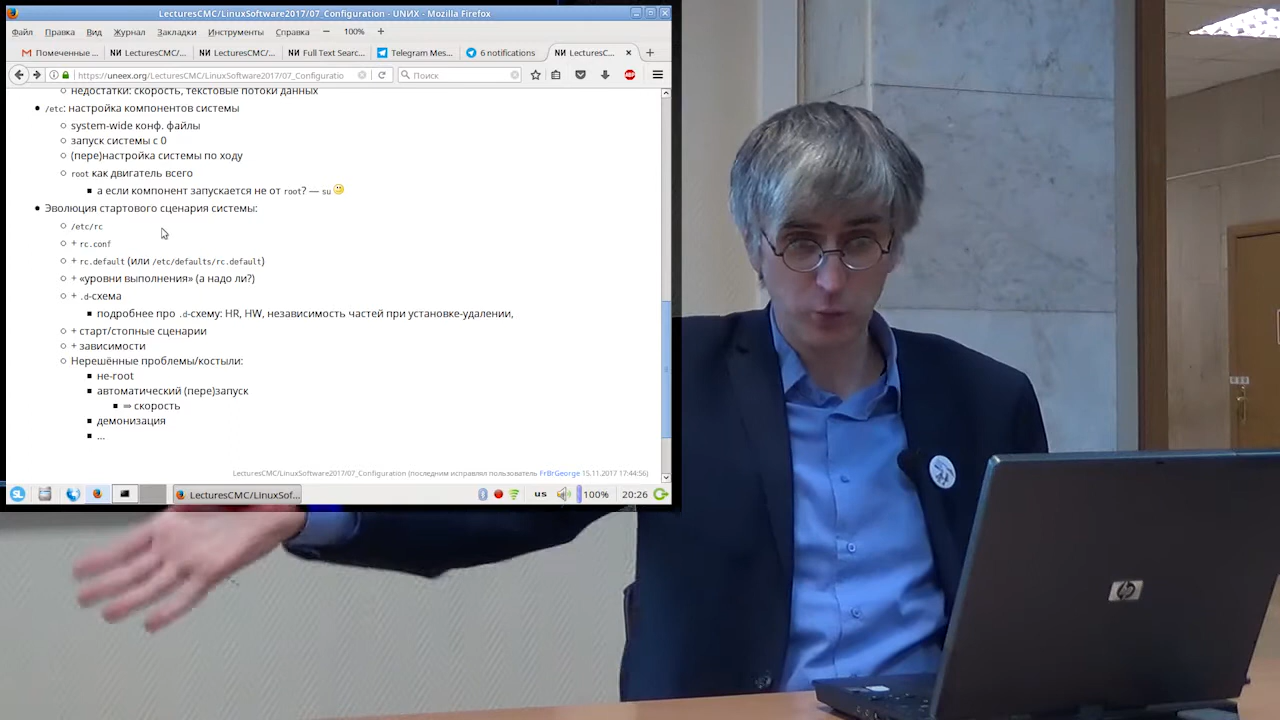 LecturesCMC/LinuxSoftware2017/07_Configuration - UNИX - Mozilla Firefox
Файл Правка Вид Журнал Закладки Инструменты Справка − 100% +
Помеченные ... LecturesCMC/... LecturesCMC/... Full Text Searc... Telegram Mes... 6 notifications LecturesC... × +
https://uneex.org/LecturesCMC/LinuxSoftware2017/07_Configuratio Поиск
недостатки: скорость, текстовые потоки данных
/etc: настройка компонентов системы
system-wide конф. файлы
запуск системы с 0
(пере)настройка системы по ходу
root как двигатель всего
а если компонент запускается не от root? — su
Эволюция стартового сценария системы:
/etc/rc
+ rc.conf
+ rc.default (или /etc/defaults/rc.default)
+ «уровни выполнения» (а надо ли?)
+ .d-схема
подробнее про .d-схему: HR, HW, независимость частей при установке-удалении,
+ старт/стопные сценарии
+ зависимости
Нерешённые проблемы/костыли:
не-root
автоматический (пере)запуск
⇒ скорость
демонизация
...
LecturesCMC/LinuxSoftware2017/07_Configuration (последним исправлял пользователь FrBrGeorge 15.11.2017 17:44:56)
LecturesCMC/LinuxSof... us 100% 20:26
hp